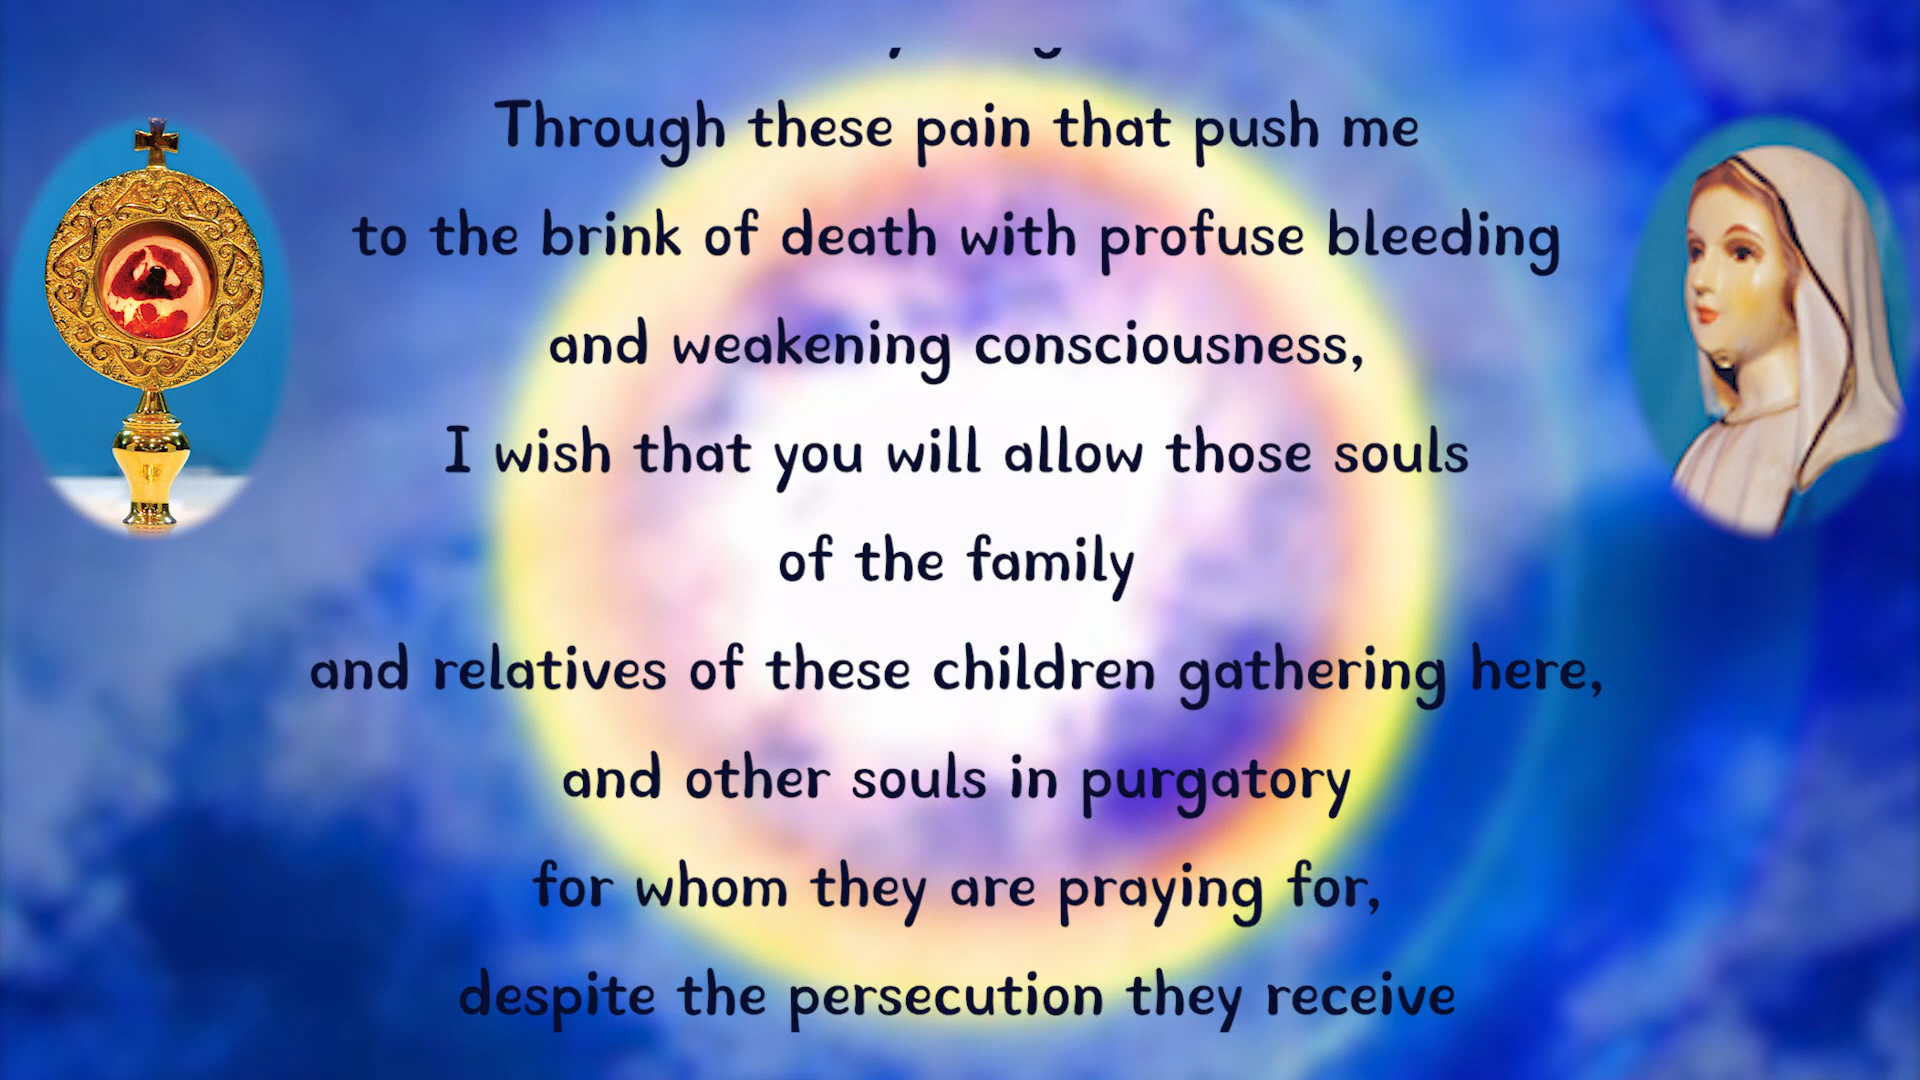 Through these pain that push me
to the brink of death with profuse bleeding
and weakening consciousness,
I wish that you will allow those souls
of the family
and relatives of these children gathering here,
and other souls in purgatory
for whom they are praying for,
despite the persecution they receive